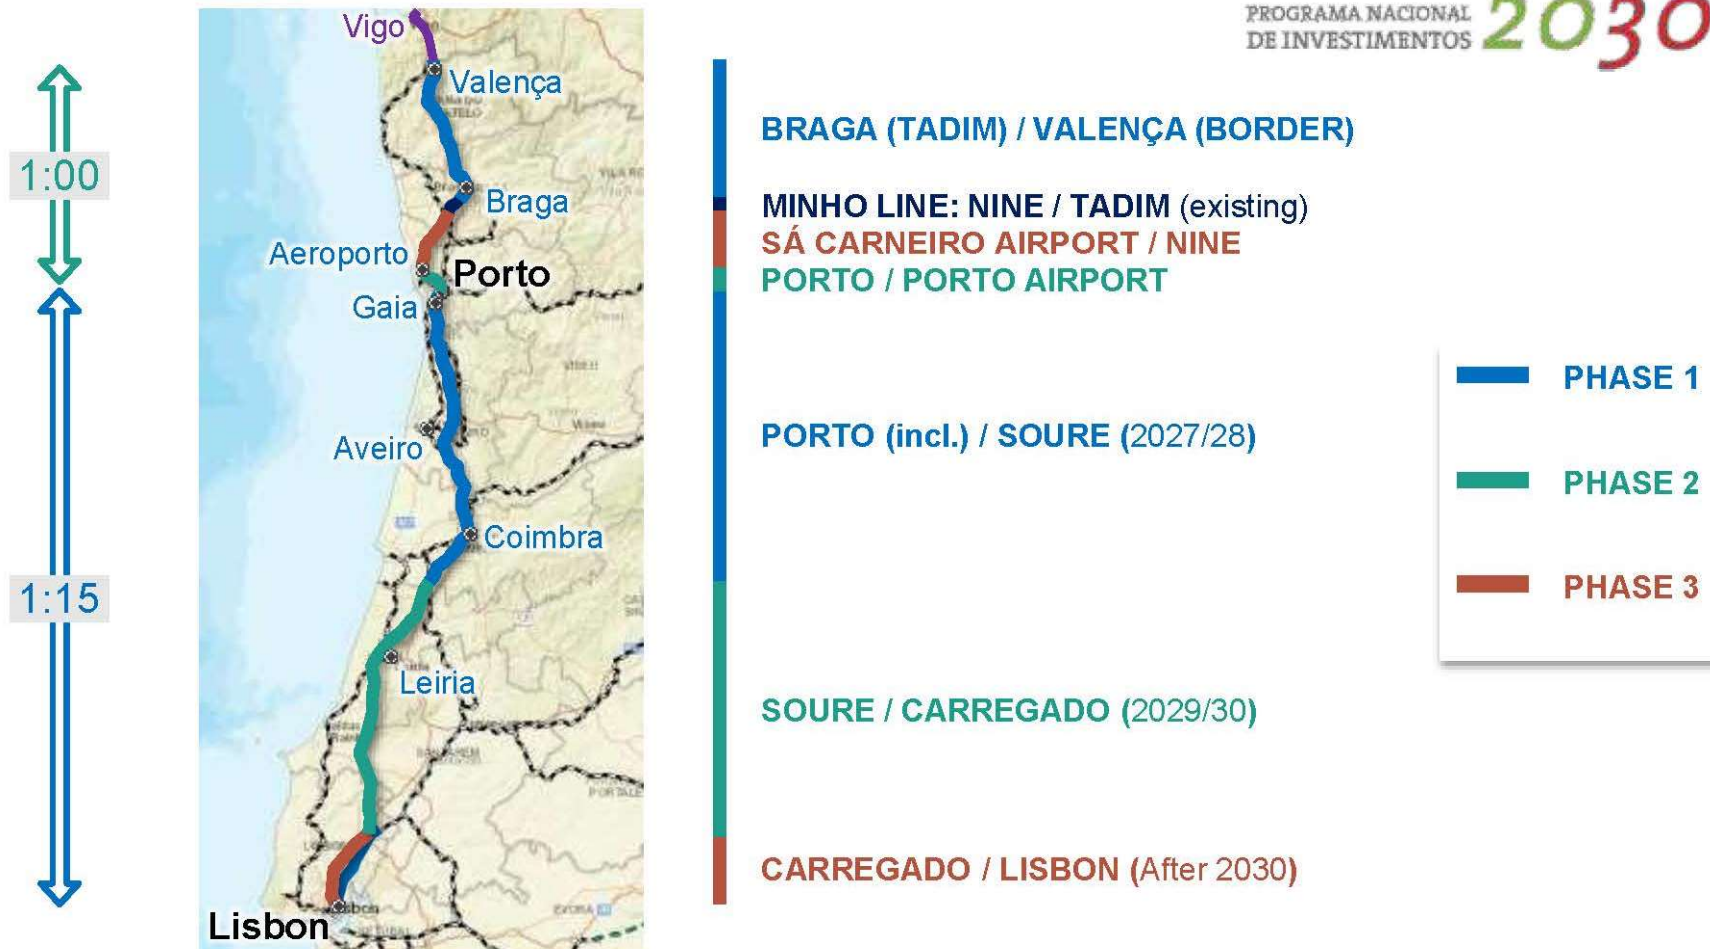 PROGRAMA NACIONAL
DE INVESTIMENTOS
2030
Vigo
Valença
Braga
Aeroporto
Porto
Gaia
Aveiro
Coimbra
Leiria
Lisbon
1:00
1:15
BRAGA (TADIM) / VALENÇA (BORDER)
MINHO LINE: NINE / TADIM (existing)
SÁ CARNEIRO AIRPORT / NINE
PORTO / PORTO AIRPORT
PORTO (incl.) / SOURE (2027/28)
SOURE / CARREGADO (2029/30)
CARREGADO / LISBON (After 2030)
PHASE 1
PHASE 2
PHASE 3